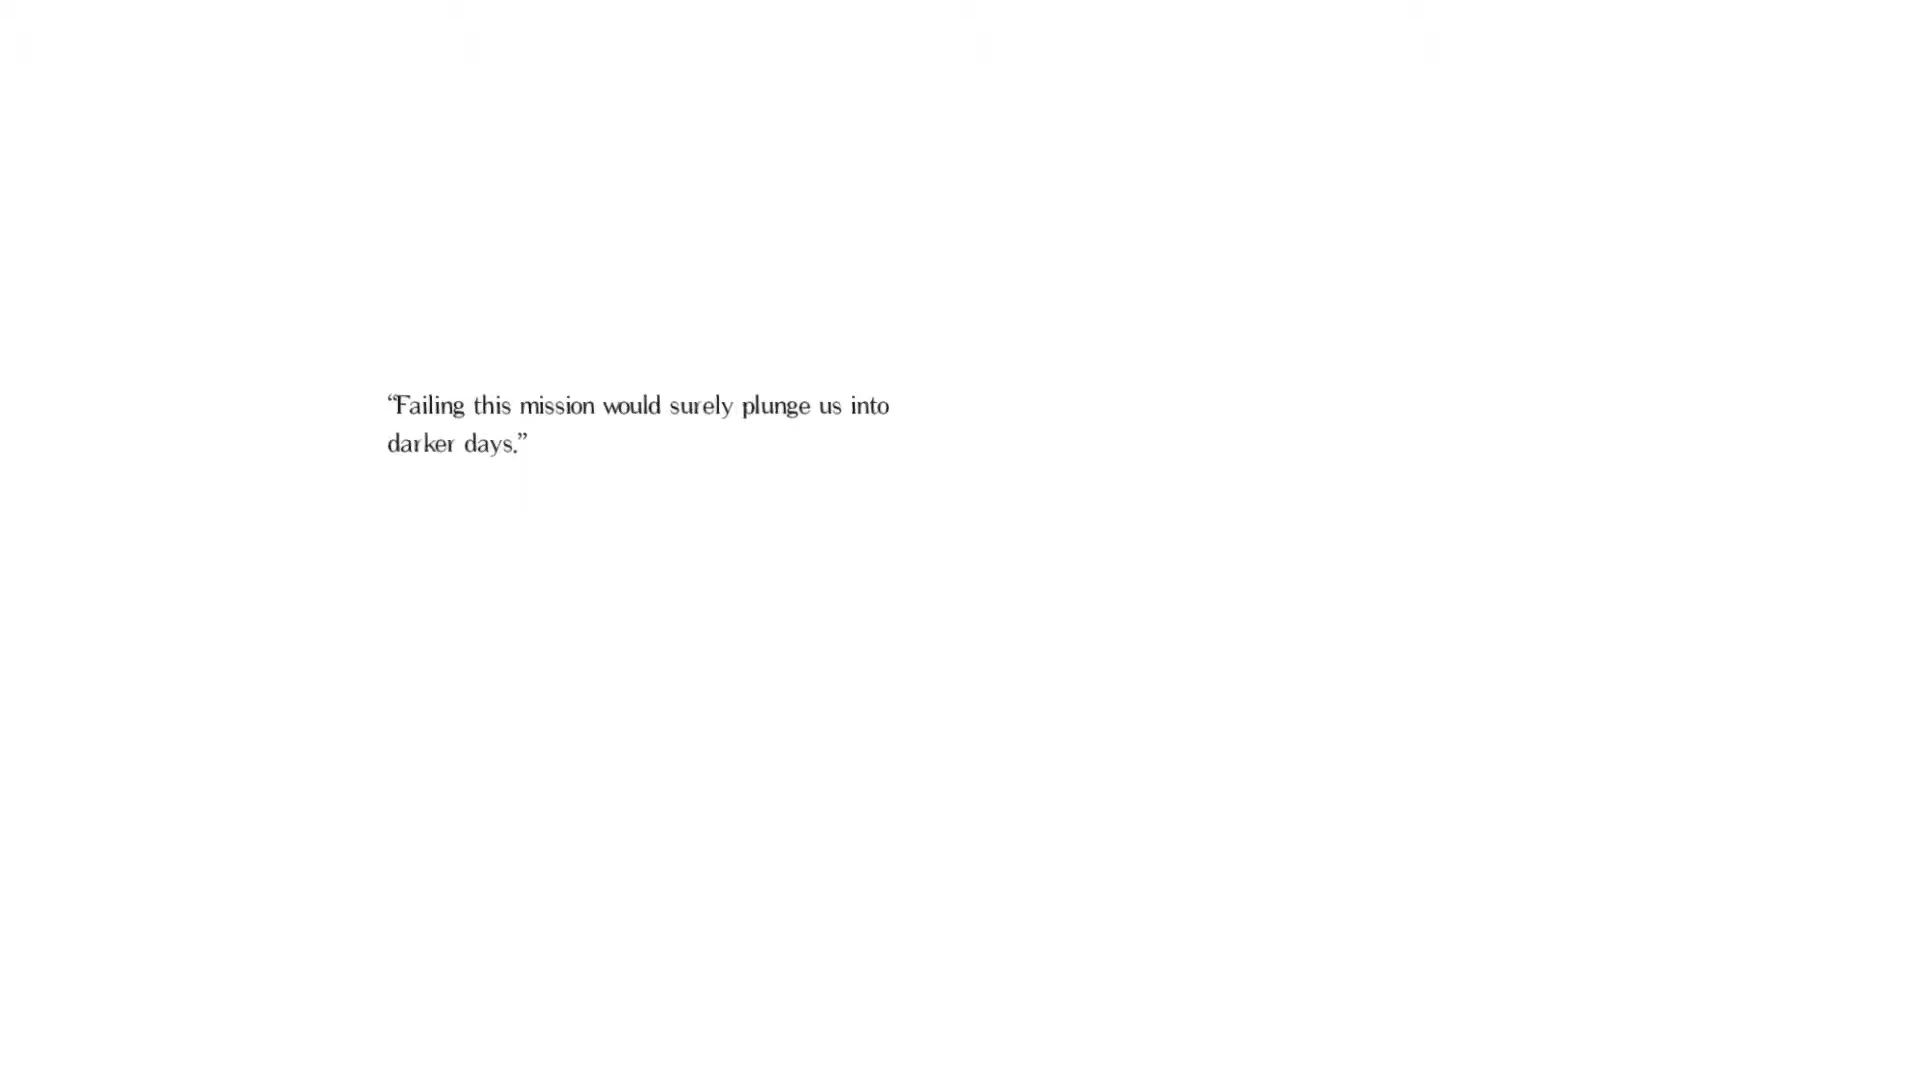 “Failing this mission would surely plunge us into
darker days.”